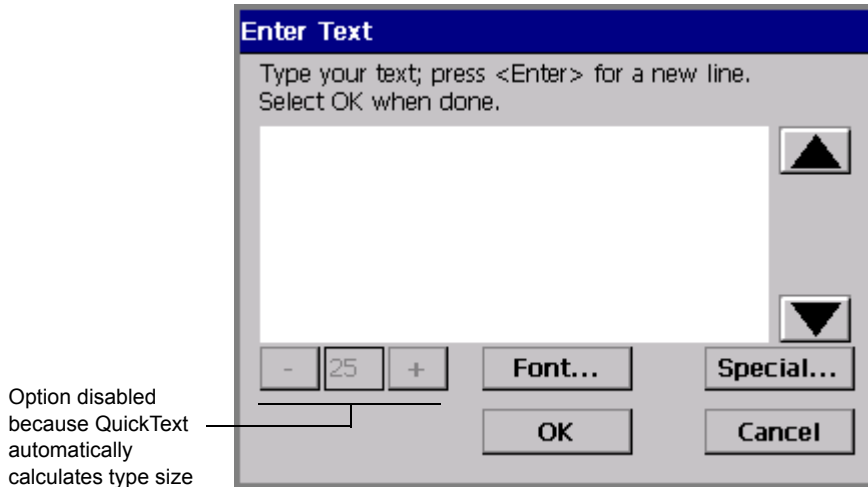 Enter Text
Type your text; press <Enter> for a new line.
Select OK when done.
- 25 +
Font...
Special...
OK
Cancel
Option disabled
because QuickText
automatically
calculates type size